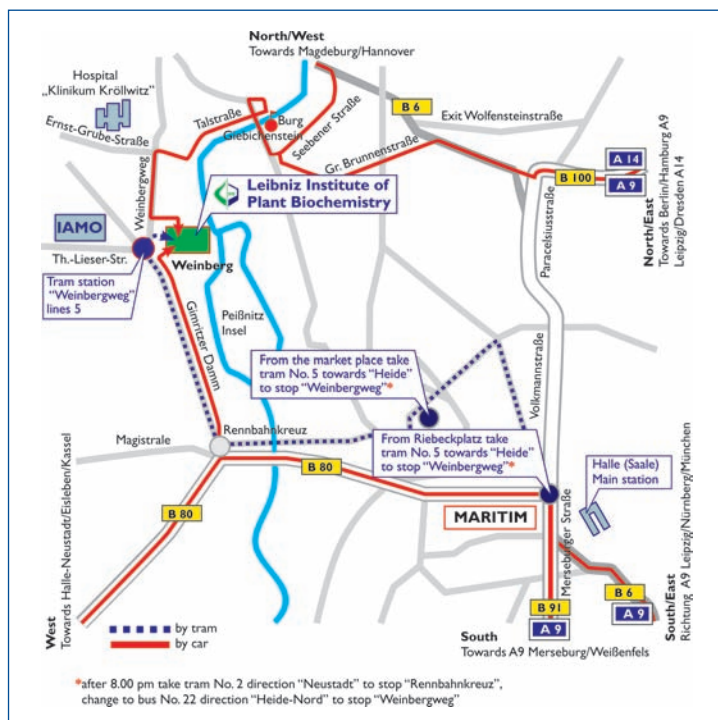 North/West
Towards Magdeburg/Hannover
Hospital
„Klinikum Kröllwitz"
Ernst-Grube-Straße
Talstraße
Burg
Giebichenstein
Seebener Straße
B 6
Exit Wolfensteinstraße
Gr. Brunnenstraße
A 14
B 100
A 9
North/East
Towards Berlin/Hamburg A9
Leipzig/Dresden A14
Weinbergweg
Leibniz Institute of
Plant Biochemistry
IAMO
Th.-Lieser-Str.
Weinberg
Tram station
"Weinbergweg"
lines 5
Paracelsiusstraße
Gimritzer Damm
Peißnitz
Insel
From the market place take
tram No. 5 towards "Heide"
to stop "Weinbergweg"*
Volkmannstraße
Rennbahnkreuz
From Riebeckplatz take
tram No. 5 towards "Heide"
to stop "Weinbergweg"*
Magistrale
Halle (Saale)
Main station
B 80
B 80
MARITIM
Merseburger Straße
West
Towards Halle-Neustadt/Eisleben/Kassel
B 91
A 9
B 6
A 9
South/East
Richtung A9 Leipzig/Nürnberg/München
South
Towards A9 Merseburg/Weißenfels
by tram
by car
*after 8.00 pm take tram No. 2 direction "Neustadt" to stop "Rennbahnkreuz",
change to bus No. 22 direction "Heide-Nord" to stop "Weinbergweg"